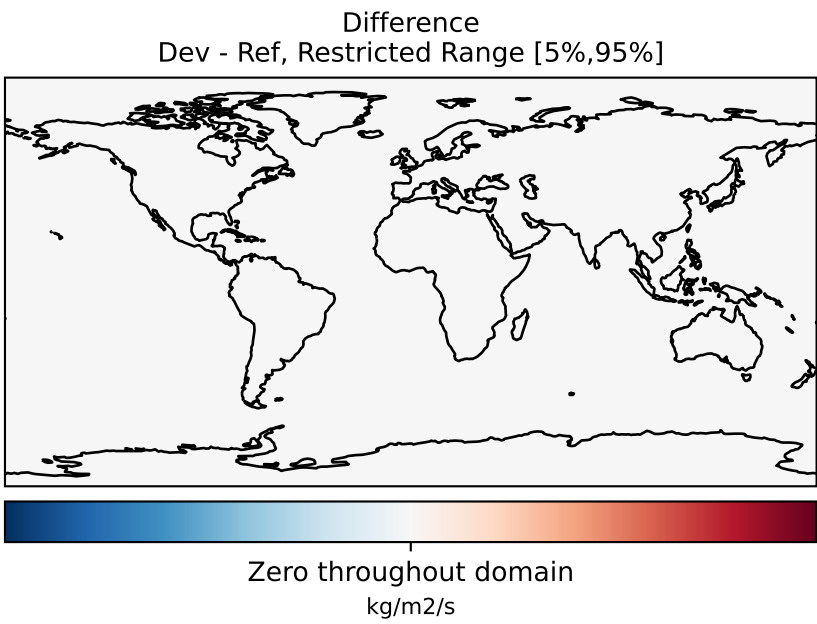 Difference
Dev - Ref, Restricted Range [5%,95%]
Zero throughout domain
kg/m2/s